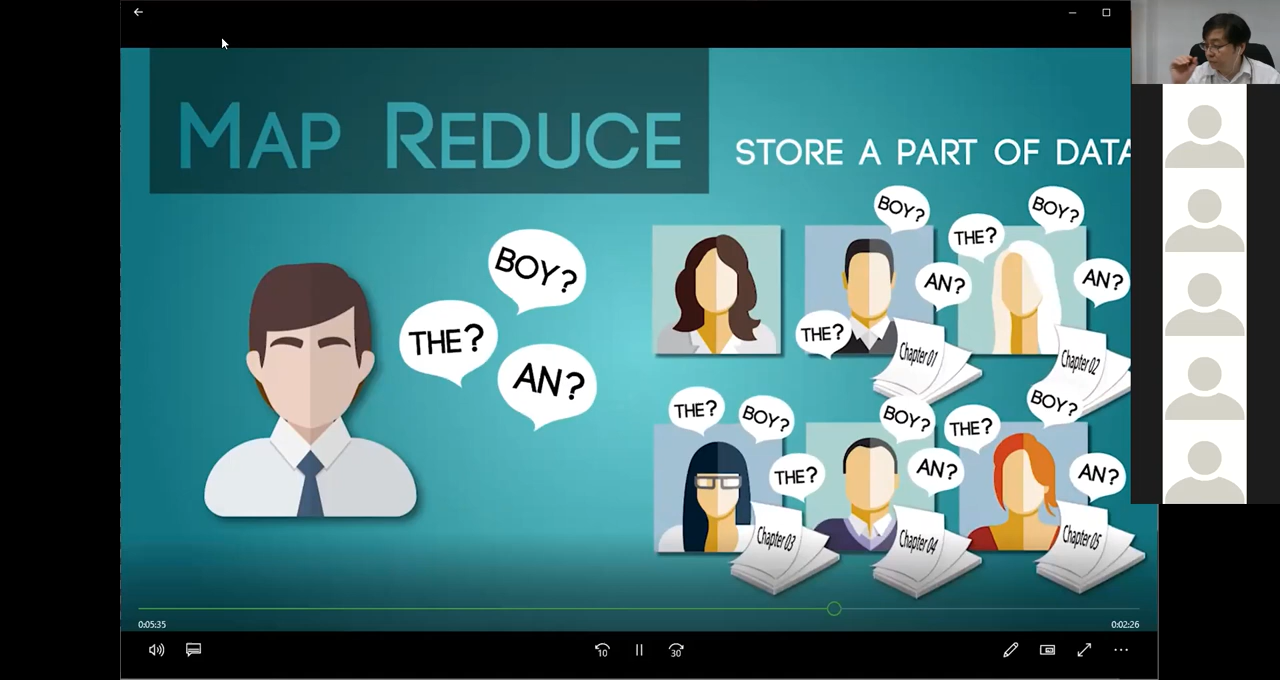 MAP REDUCE
STORE A PART OF DATA
BOY?
THE?
AN?
BOY?
AN?
THE?
Chapter 01
BOY?
THE?
AN?
Chapter 02
THE?
BOY?
THE?
Chapter 03
BOY?
AN?
Chapter 04
THE?
BOY?
AN?
Chapter 05
0:05:35
0:02:26
10
30